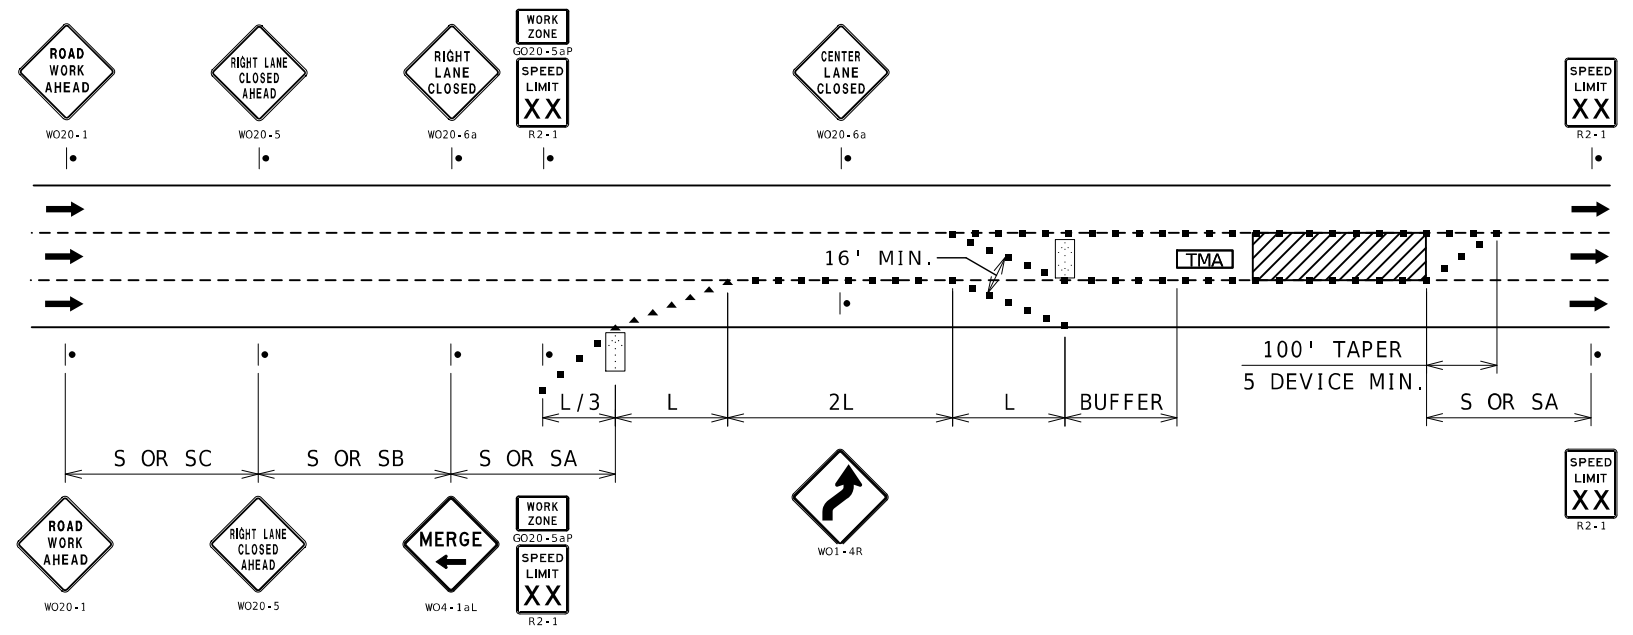 ROAD
WORK
AHEAD
WO20-1
RIGHT LANE
CLOSED
AHEAD
WO20-5
RIGHT
LANE
CLOSED
WO20-6a
WORK
ZONE
GO20-5aP
SPEED
LIMIT
XX
R2-1
CENTER
LANE
CLOSED
WO20-6a
SPEED
LIMIT
XX
R2-1
16' MIN.
TMA
100' TAPER
5 DEVICE MIN.
L/3
L
2L
L
BUFFER
S OR SA
S OR SC
S OR SB
S OR SA
ROAD
WORK
AHEAD
WO20-1
RIGHT LANE
CLOSED
AHEAD
WO20-5
MERGE
WO4-1aL
WORK
ZONE
GO20-5aP
SPEED
LIMIT
XX
R2-1
WO1-4R
SPEED
LIMIT
XX
R2-1